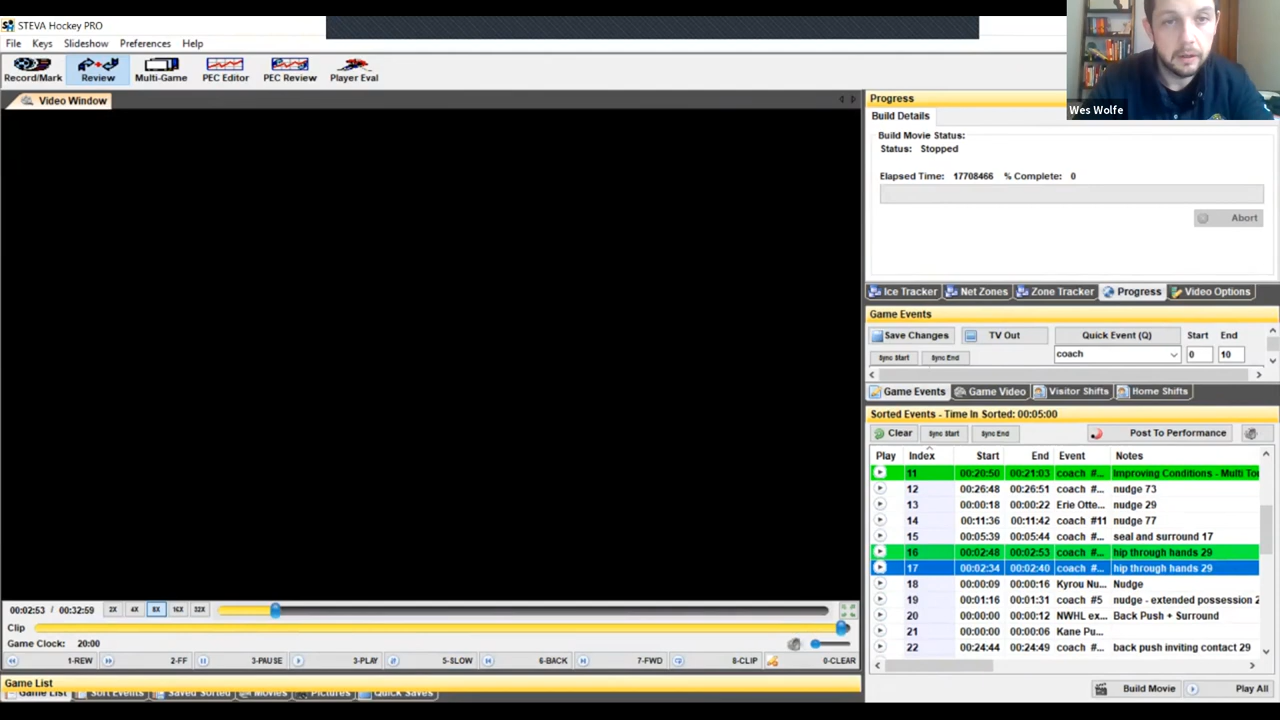 STEVA Hockey PRO
File Keys Slideshow Preferences Help
Record/Mark Review Multi-Game PEC Editor PEC Review Player Eval
Wes Wolfe
Video Window
Progress
Build Details
Build Movie Status:
Status: Stopped
Elapsed Time: 17708466 % Complete: 0
Abort
Ice Tracker Net Zones Zone Tracker Progress Video Options
Game Events
Save Changes TV Out Quick Event (Q) Start End
Sync Start Sync End coach 0 10
Game Events Game Video Visitor Shifts Home Shifts
Sorted Events - Time In Sorted: 00:05:00
Clear Sync Start Sync End Post To Performance
Play Index Start End Event Notes
11 00:20:50 00:21:03 coach #... Improving Conditions - Multi Tou
12 00:26:48 00:26:51 coach #... nudge 73
13 00:00:18 00:00:22 Erie Otte... nudge 29
14 00:11:36 00:11:42 coach #11 nudge 77
15 00:05:39 00:05:44 coach #... seal and surround 17
16 00:02:48 00:02:53 coach #... hip through hands 29
17 00:02:34 00:02:40 coach #... hip through hands 29
18 00:00:09 00:00:16 Kyrou Nu... Nudge
19 00:01:16 00:01:31 coach #5 nudge - extended possession 2
20 00:00:00 00:00:12 NWHL ex... Back Push + Surround
21 00:00:00 00:00:06 Kane Pu...
22 00:24:44 00:24:49 coach #... back push inviting contact 29
Build Movie Play All
00:02:53 / 00:32:59 2X 4X 8X 16X 32X
Clip
Game Clock: 20:00
1-REW 2-FF 3-PAUSE 3-PLAY 5-SLOW 6-BACK 7-FWD 8-CLIP 0-CLEAR
Game List
Game List Sort Events Saved Sorted Movies Pictures Quick Saves